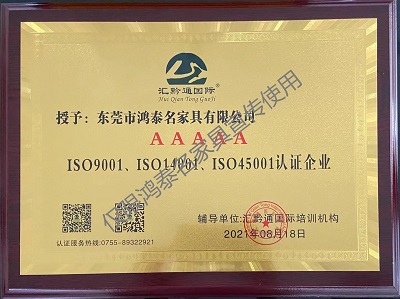 汇黔通国际®
Hui Qian Tong GuoJi
授予：东莞市鸿泰名家具有限公司
AAAAA
ISO9001、ISO14001、ISO45001认证企业
仅供鸿泰名家具宣传使用
辅导单位:汇黔通国际培训机构
2021年08月18日
认证服务热线:0755-89322921